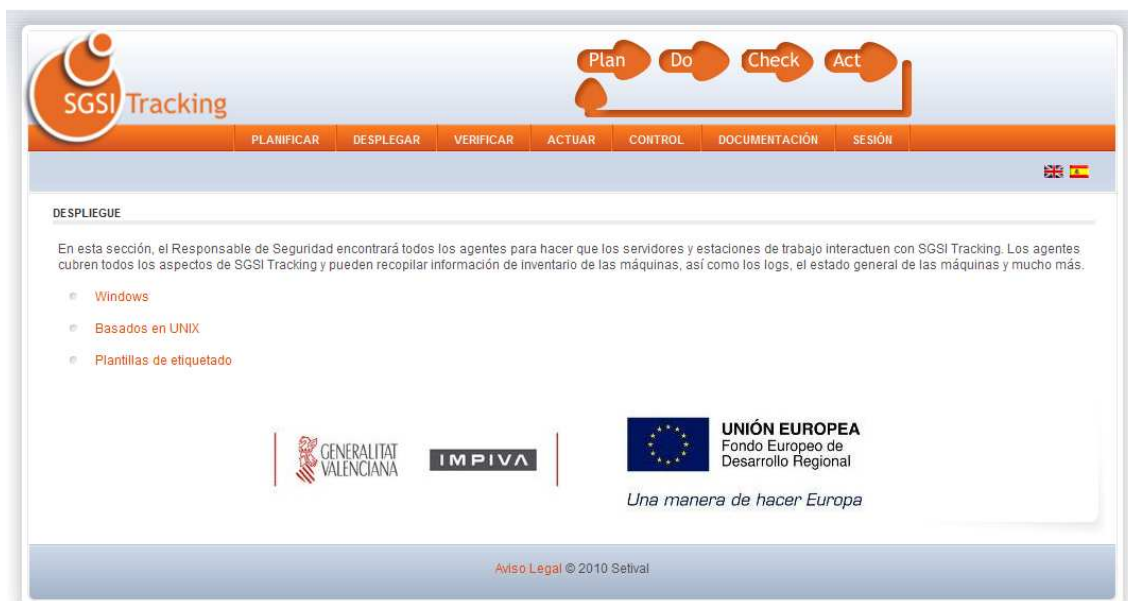 SGSI Tracking
Plan Do Check Act
PLANIFICAR DESPLEGAR VERIFICAR ACTUAR CONTROL DOCUMENTACIÓN SESIÓN
DESPLIEGUE
En esta sección, el Responsable de Seguridad encontrará todos los agentes para hacer que los servidores y estaciones de trabajo interactuen con SGSI Tracking. Los agentes
cubren todos los aspectos de SGSI Tracking y pueden recopilar información de inventario de las máquinas, así como los logs, el estado general de las máquinas y mucho más.
Windows
Basados en UNIX
Plantillas de etiquetado
GENERALITAT
VALENCIANA
IMPIVA
UNIÓN EUROPEA
Fondo Europeo de
Desarrollo Regional
Una manera de hacer Europa
Aviso Legal © 2010 Setival